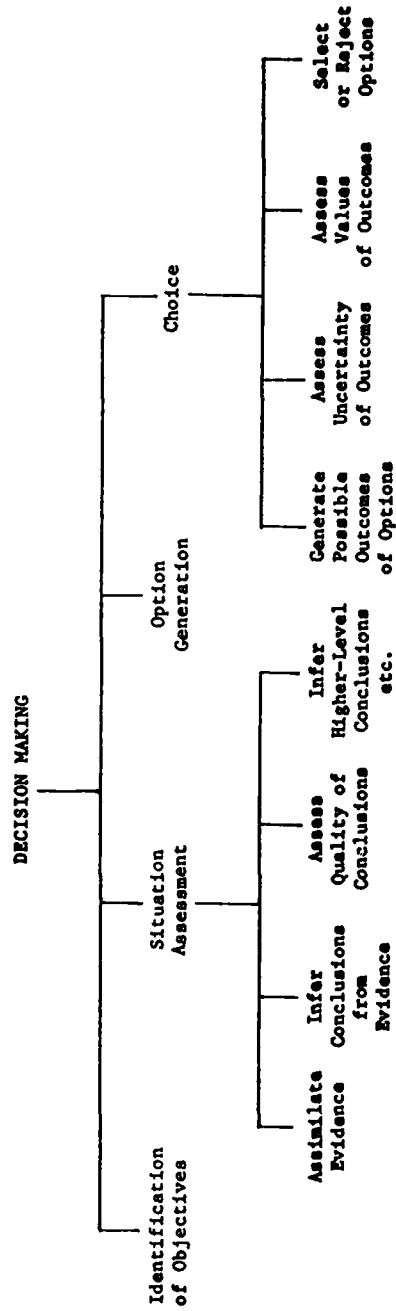 DECISION MAKING
Identification
of Objectives
Situation
Assessment
Option
Generation
Choice
Assimilate
Evidence
Infer
Conclusions
from
Evidence
Assess
Quality of
Conclusions
Infer
Higher-Level
Conclusions
etc.
Generate
Possible
Outcomes
of Options
Assess
Uncertainty
of Outcomes
Assess
Values
of Outcomes
Select
or Reject
Options